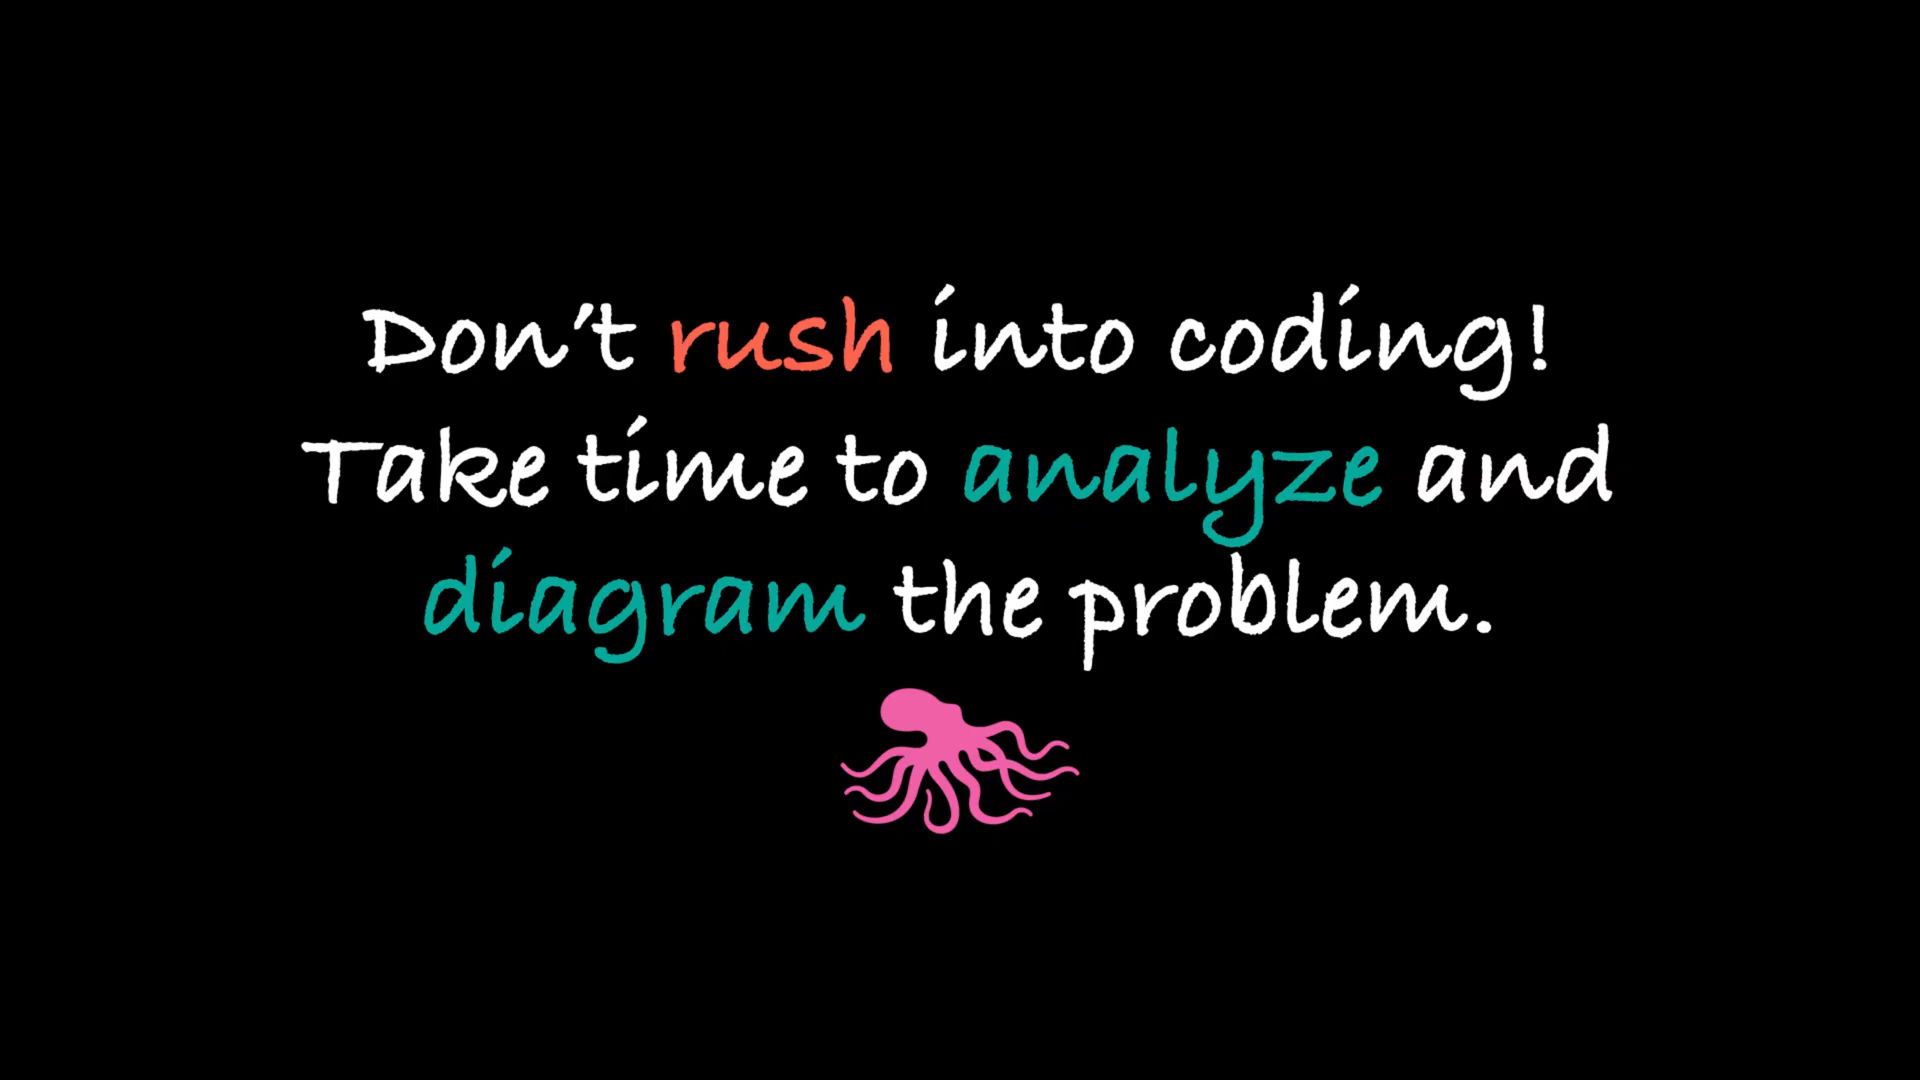 Don’t rush into coding!
Take time to analyze and
diagram the problem.